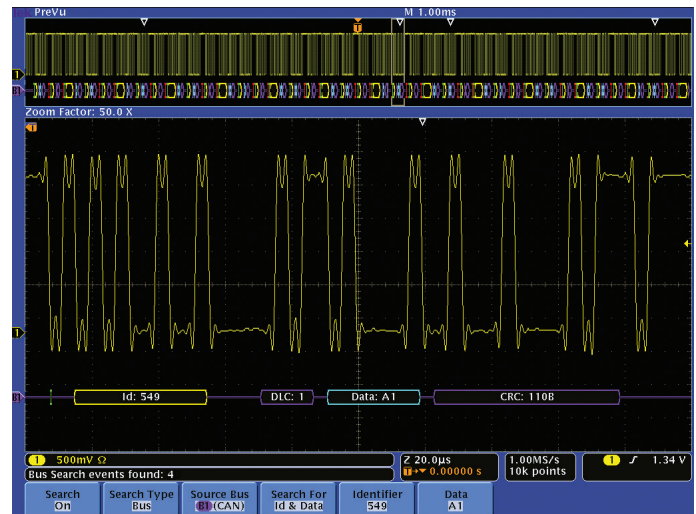 PreVu M 1.00ms
T
1
B1
Zoom Factor: 50.0 X
T
1
B1 Id: 549 DLC: 1 Data: A1 CRC: 110B
1 500mV Ω Z 20.0µs 1.00MS/s 1 1.34 V
T→▼ 0.00000 s 10k points
Bus Search events found: 4
Search Search Type Source Bus Search For Identifier Data
On Bus B1 (CAN) Id & Data 549 A1